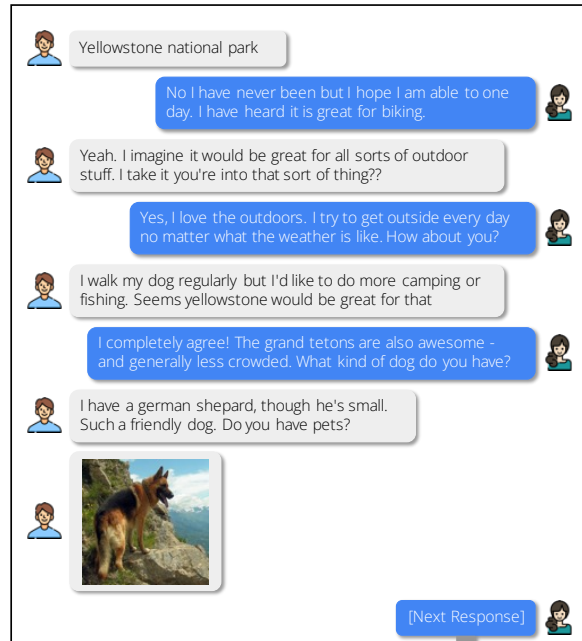 Yellowstone national park
No I have never been but I hope I am able to one
day. I have heard it is great for biking.
Yeah. I imagine it would be great for all sorts of outdoor
stuff. I take it you're into that sort of thing??
Yes, I love the outdoors. I try to get outside every day
no matter what the weather is like. How about you?
I walk my dog regularly but I'd like to do more camping or
fishing. Seems yellowstone would be great for that
I completely agree! The grand tetons are also awesome -
and generally less crowded. What kind of dog do you have?
I have a german shepard, though he's small.
Such a friendly dog. Do you have pets?
[Next Response]